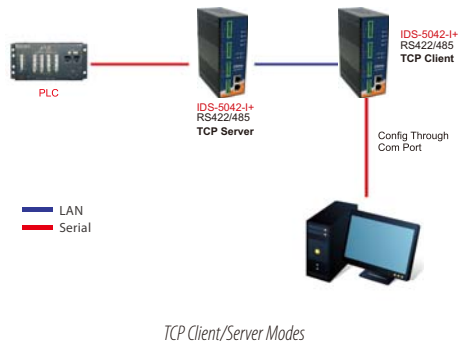 IDS-5042-I+
RS422/485
TCP Client
PLC
IDS-5042-I+
RS422/485
TCP Server
Config Through
Com Port
LAN
Serial
TCP Client/Server Modes